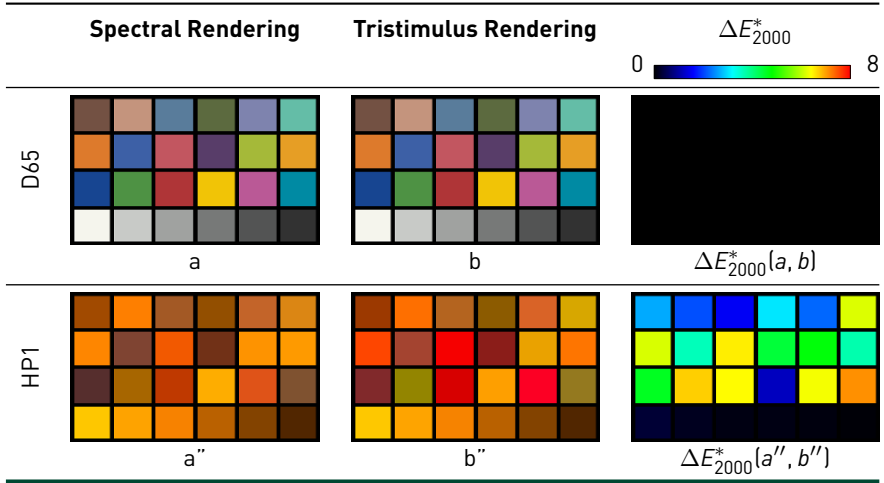 Spectral Rendering Tristimulus Rendering ΔE*2000
0 8
D65
a b ΔE*2000(a, b)
HP1
a” b” ΔE*2000(a′′, b′′)